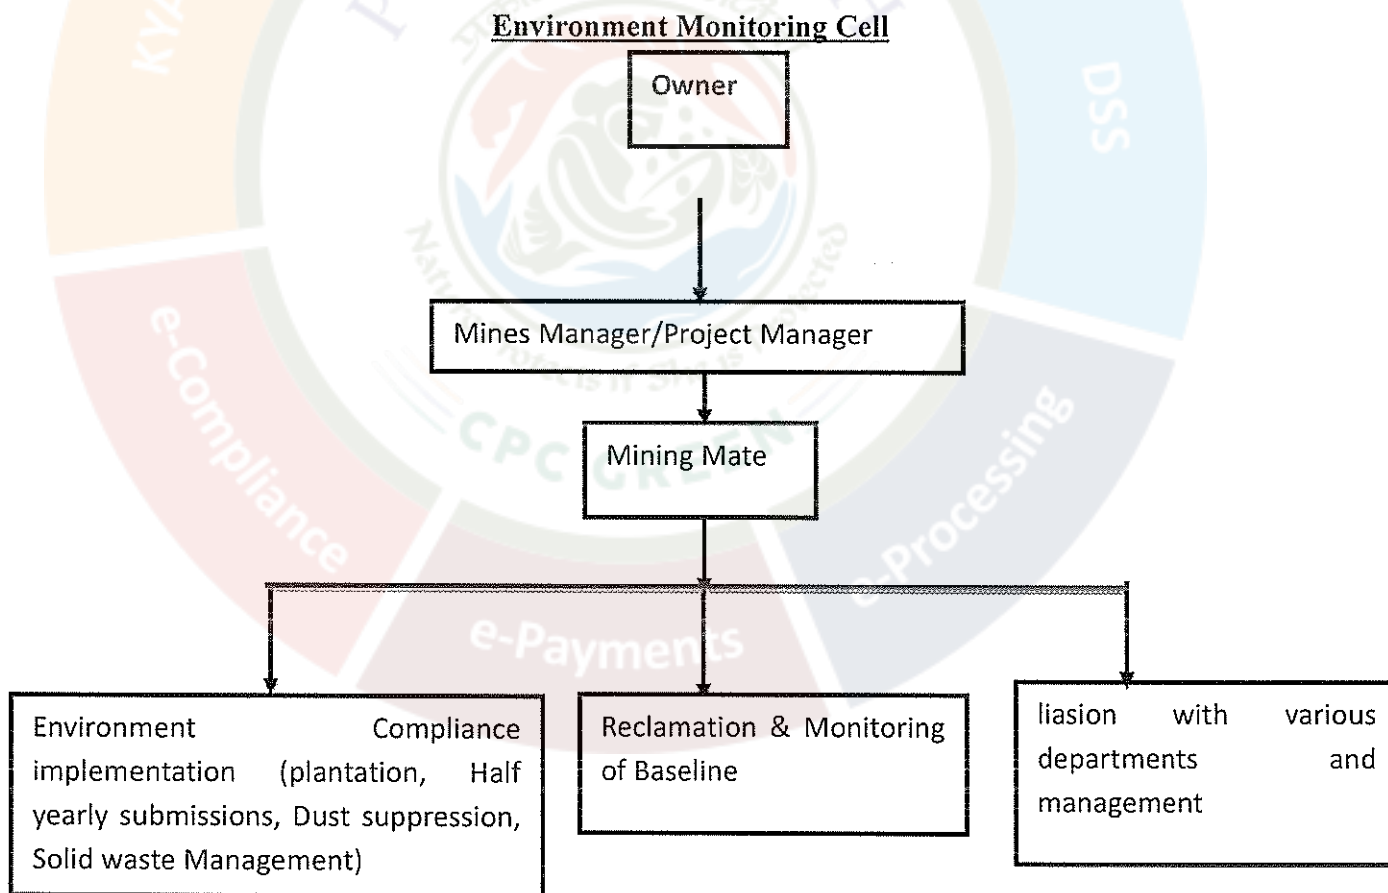 Environment Monitoring Cell
Owner
Mines Manager/Project Manager
Mining Mate
Environment Compliance
implementation (plantation, Half
yearly submissions, Dust suppression,
Solid waste Management)
Reclamation & Monitoring
of Baseline
liasion with various
departments and
management
KYA
DSS
e-Compliance
e-Payments
e-Processing
CPC GREEN